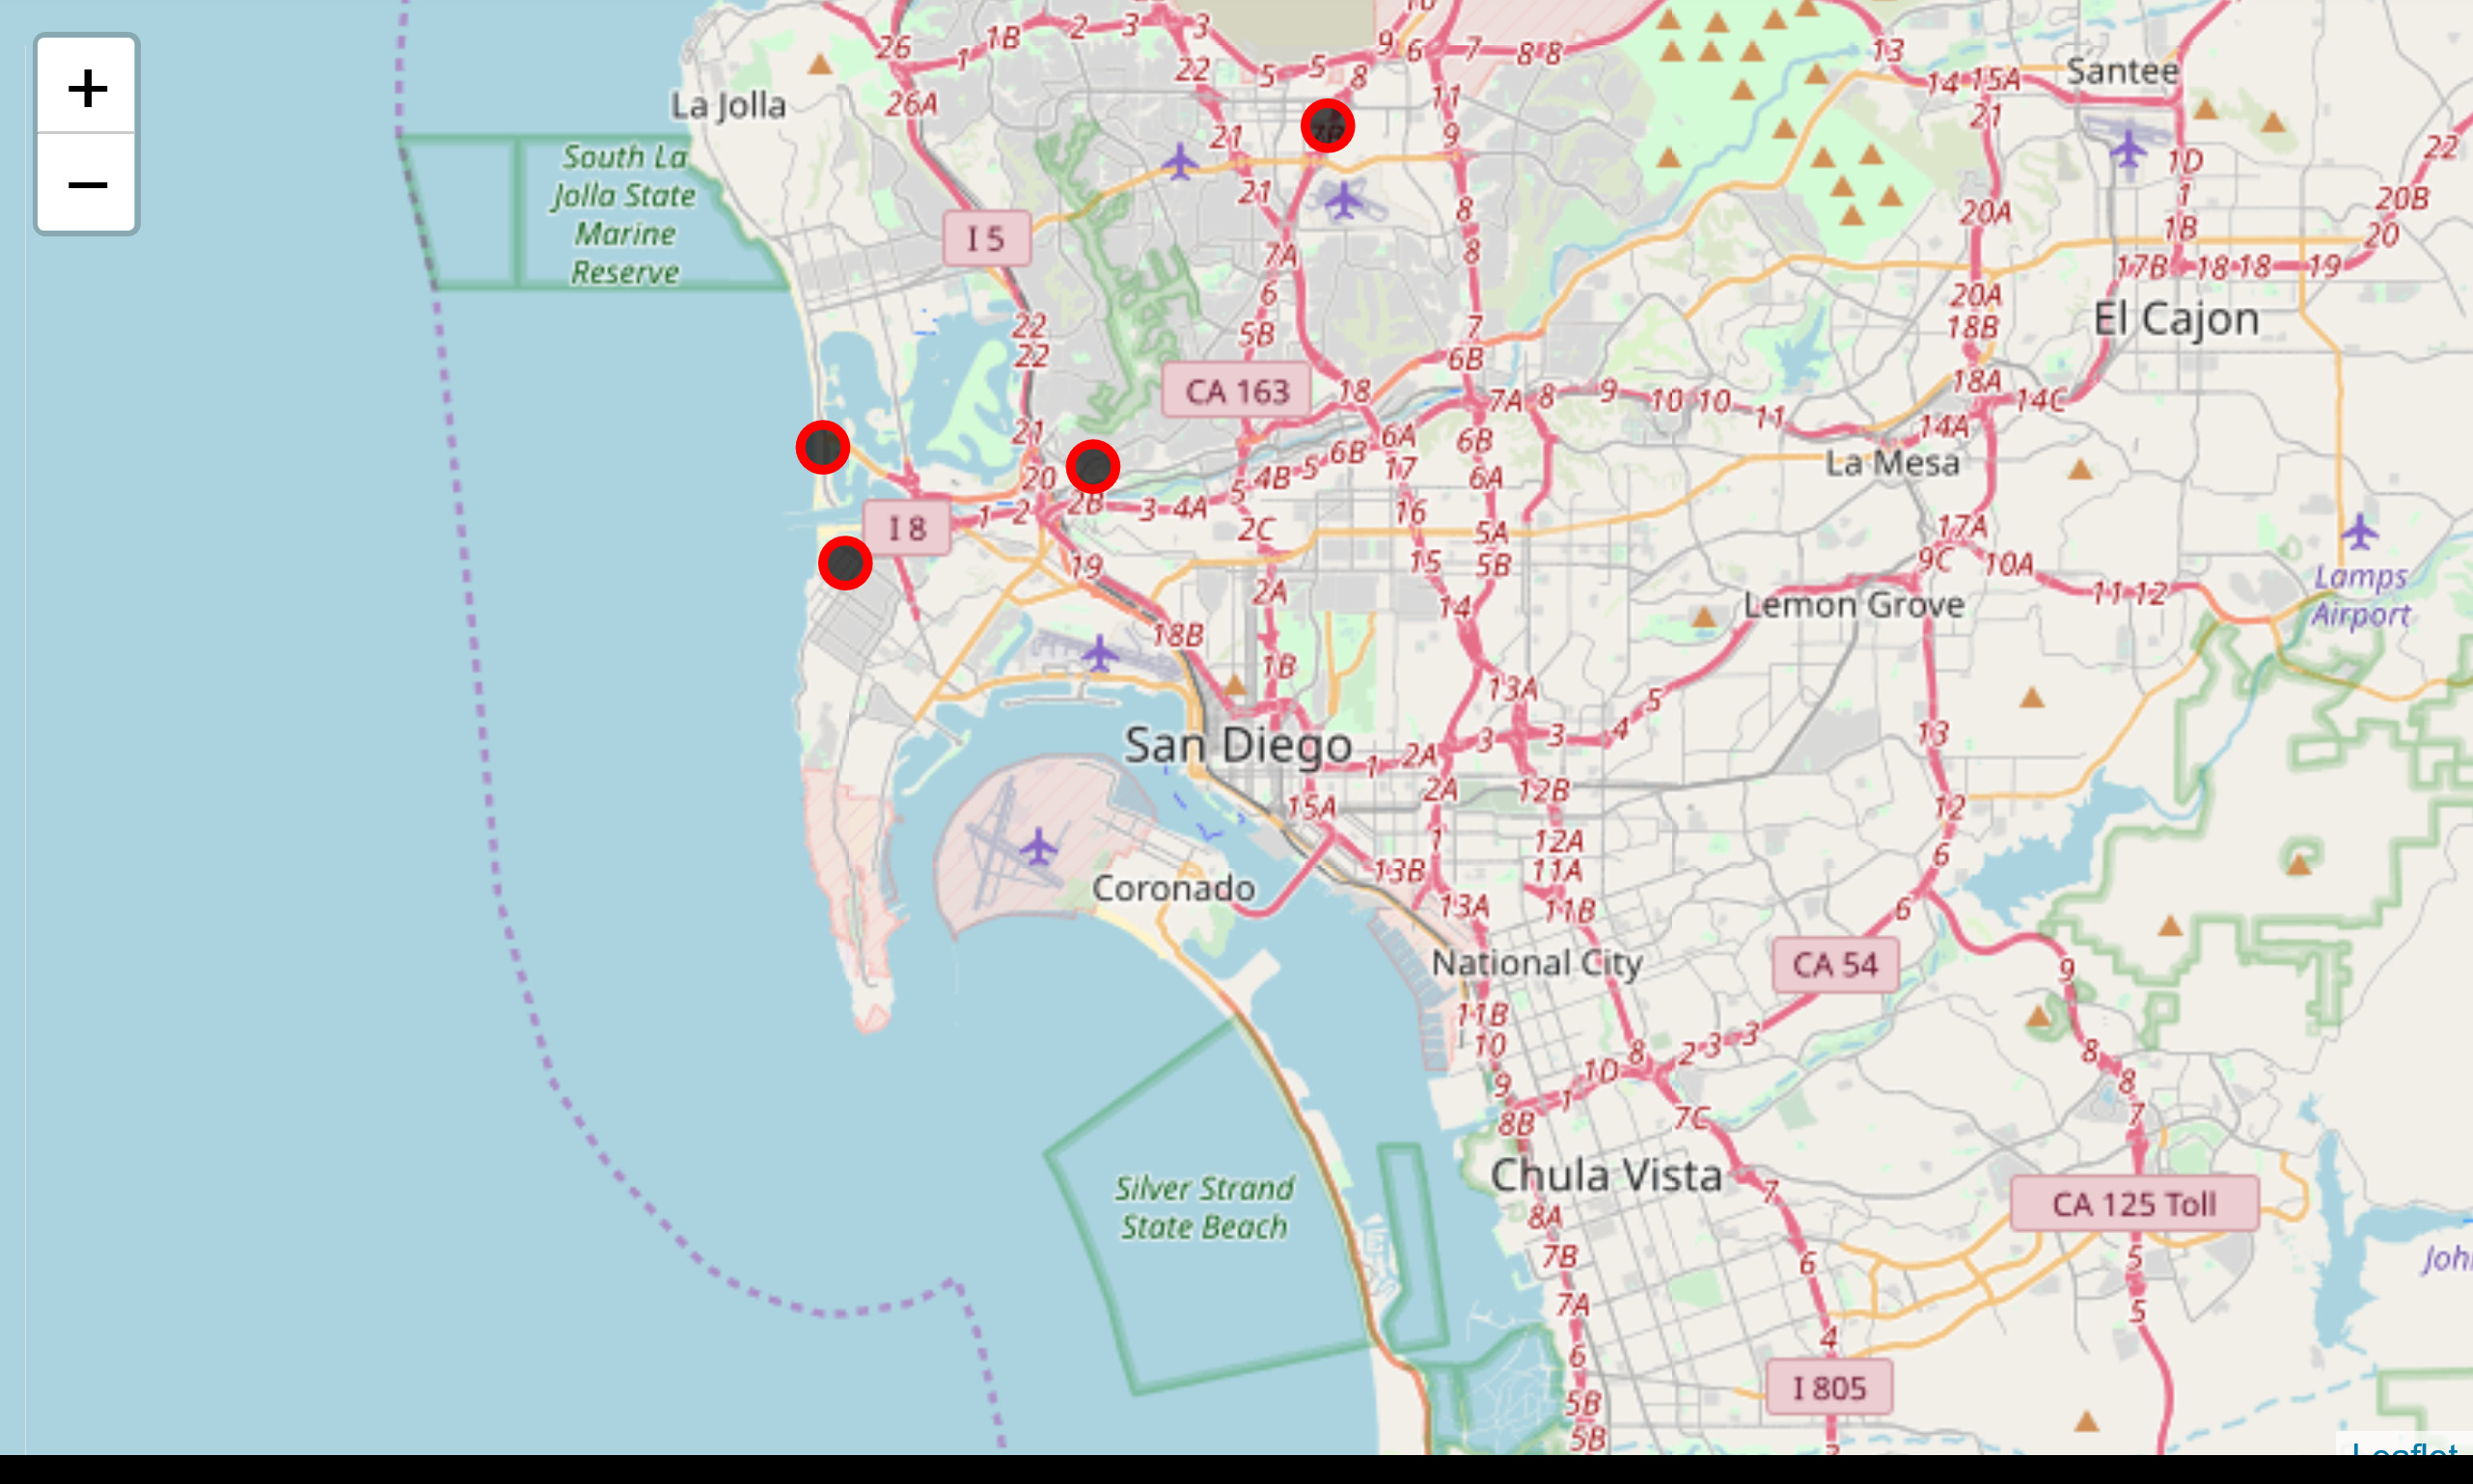 +
−
La Jolla
South La
Jolla State
Marine
Reserve
26
1
1B
2
3
3
22
5
5
8
9
6
7
8
8
13
14
15A
Santee
26A
21
11
9
21
1D
22
I 5
21
8
8
20A
1
1B
20B
20
7A
6
5B
22
22
7
6B
20A
18B
17B
18
18
19
El Cajon
CA 163
18
7A
8
9
10
10
11
18A
14C
14A
21
20
2B
6A
6B
17
6B
6A
La Mesa
I 8
1
2
3
4A
5
4B
5
2C
16
5A
5B
17A
9C
10A
19
15
2A
14
11
12
Lamps
Airport
Lemon Grove
18B
1B
13A
5
4
3
3
13
San Diego
1
2A
2A
12B
15A
1
12A
11A
12
6
Coronado
13B
13A
11B
6
National City
CA 54
9
11B
10
9
8B
8
2
3
3
1D
1
8
8
7
7C
Silver Strand
State Beach
Chula Vista
7
CA 125 Toll
8A
7B
6
5
7A
5
4
6
I 805
5B
5B
Leaflet